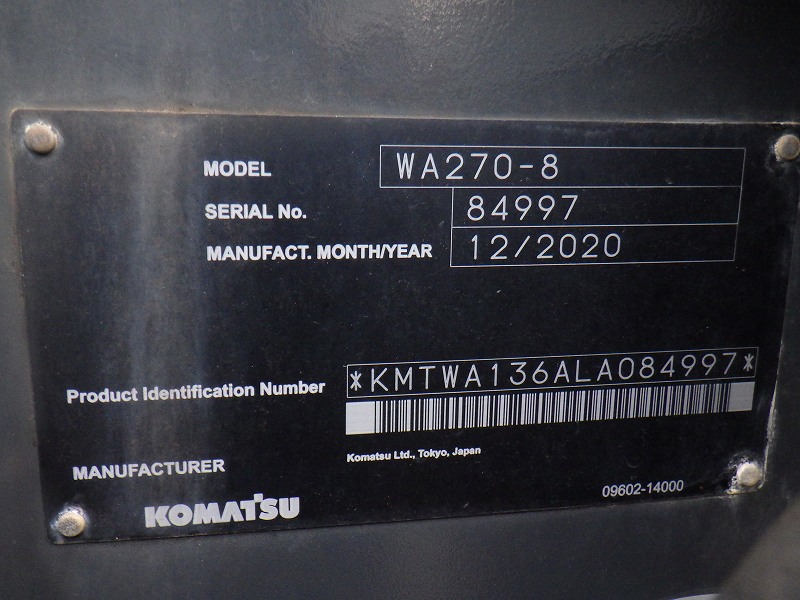 MODEL WA270-8
SERIAL No. 84997
MANUFACT. MONTH/YEAR 12/2020
Product Identification Number *KMTWA136ALA084997*
Komatsu Ltd., Tokyo, Japan
MANUFACTURER
09602-14000
KOMATSU